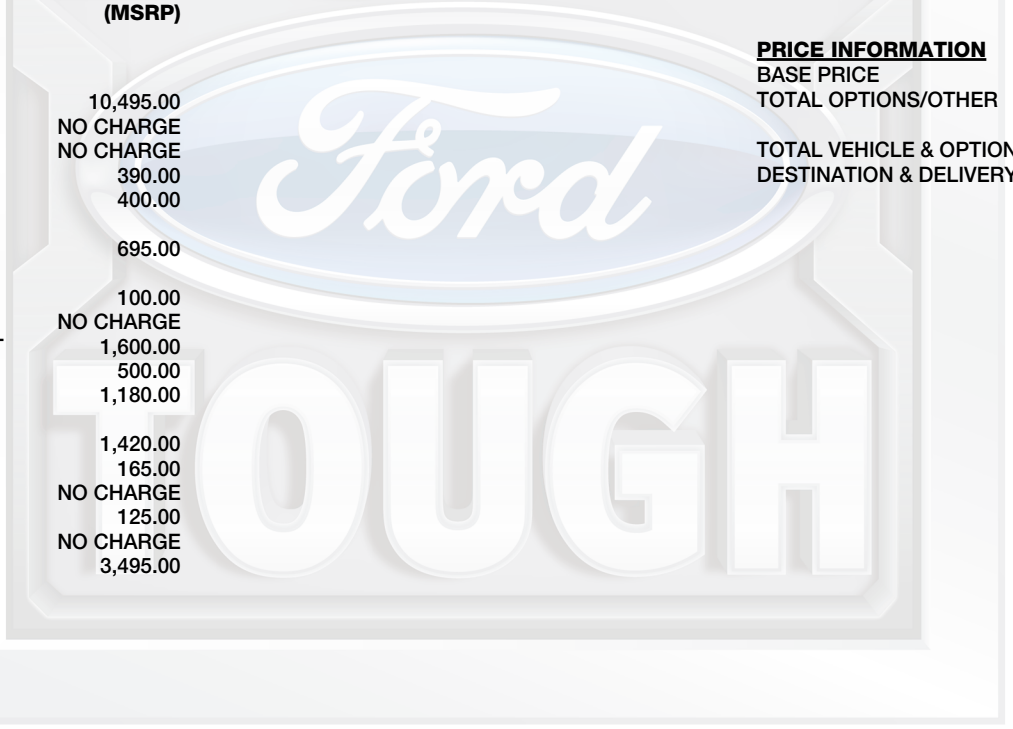 (MSRP)
10,495.00
NO CHARGE
NO CHARGE
390.00
400.00
695.00
100.00
NO CHARGE
1,600.00
500.00
1,180.00
1,420.00
165.00
NO CHARGE
125.00
NO CHARGE
3,495.00
PRICE INFORMATION
BASE PRICE
TOTAL OPTIONS/OTHER
TOTAL VEHICLE & OPTION
DESTINATION & DELIVERY
Ford
TOUGH